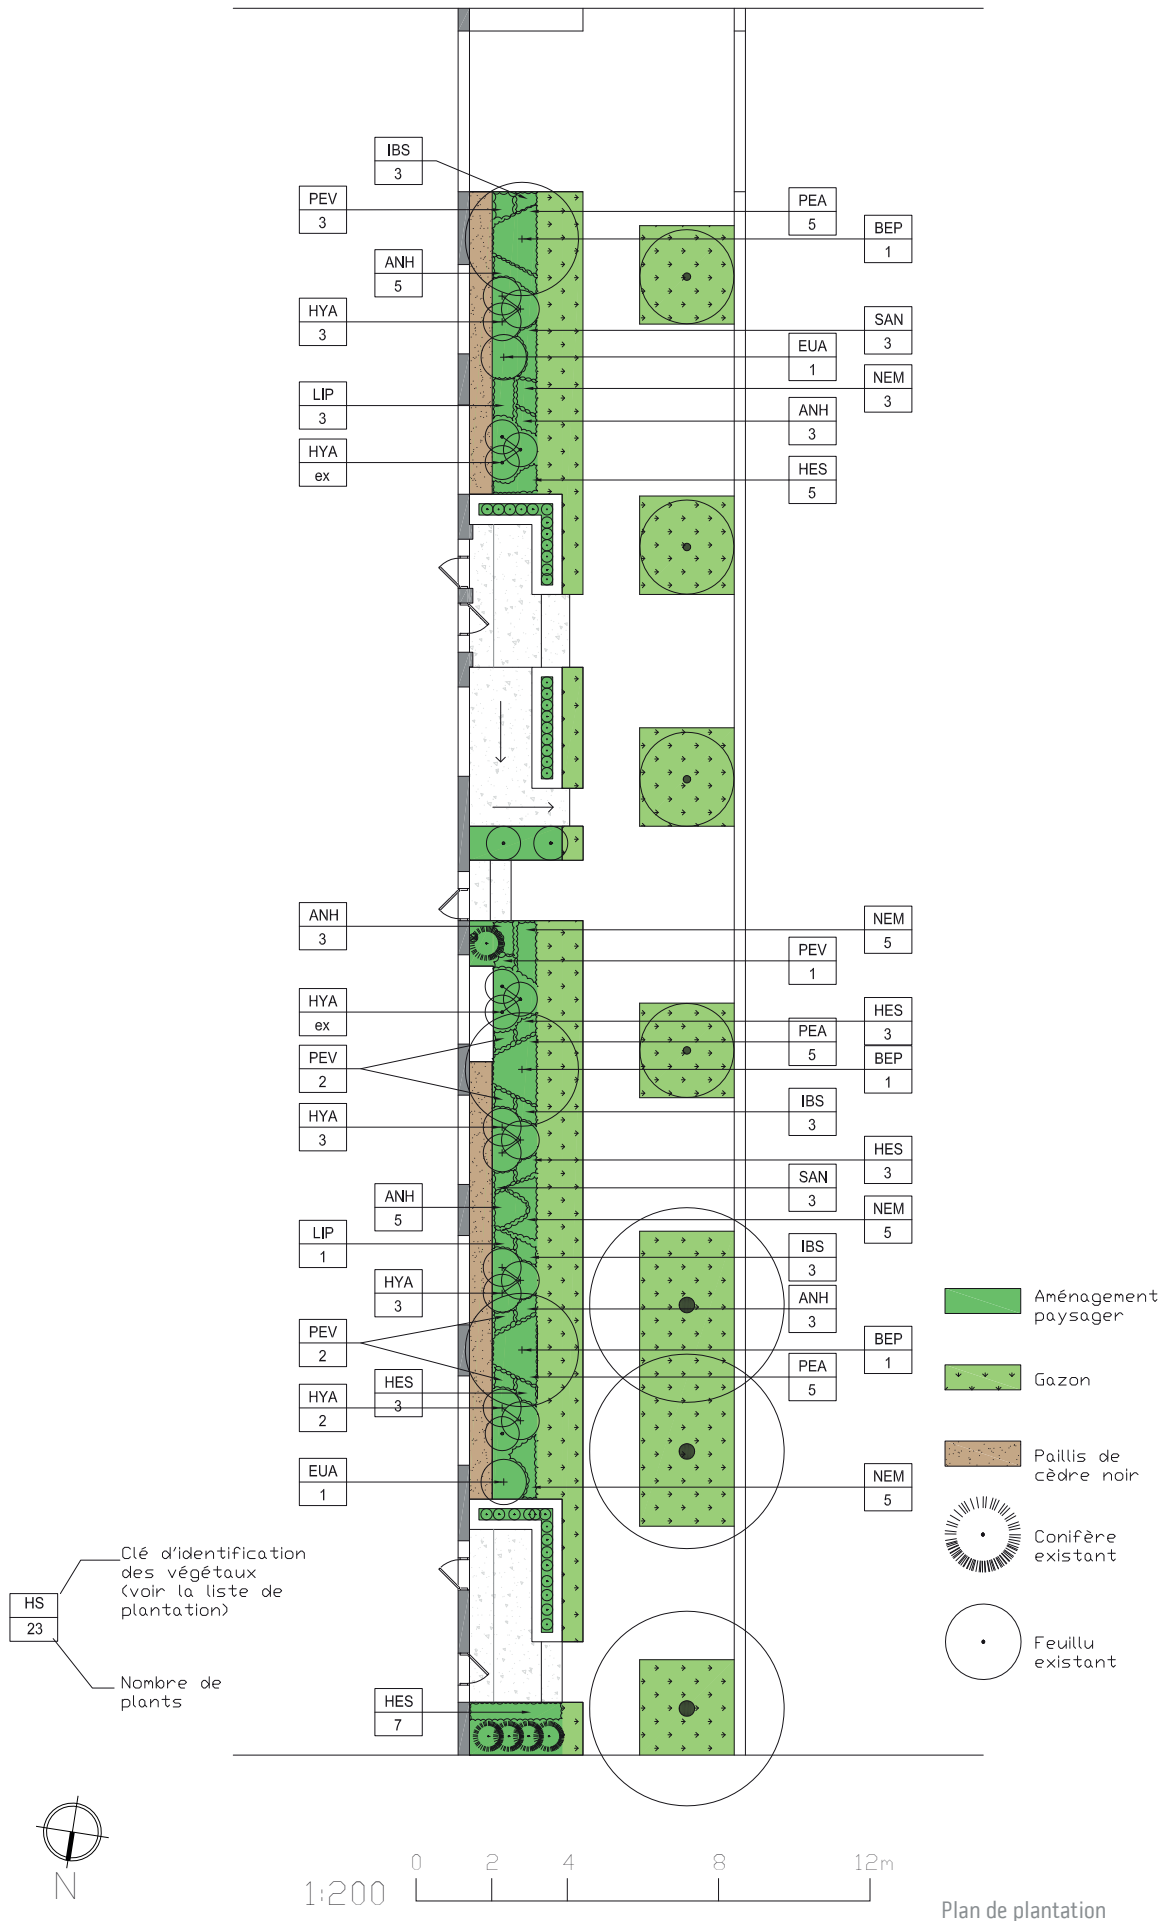 IBS
3
PEV
3
PEA
5
BEP
1
ANH
5
HYA
3
SAN
3
EUA
1
NEM
3
LIP
3
ANH
3
HYA
ex
HES
5
ANH
3
NEM
5
PEV
1
HYA
ex
HES
3
PEA
5
PEV
2
BEP
1
IBS
3
HYA
3
HES
3
SAN
3
ANH
5
NEM
5
LIP
1
IBS
3
HYA
3
ANH
3
PEV
2
BEP
1
PEA
5
HES
3
HYA
2
EUA
1
NEM
5
HES
7
Aménagement
paysager
Gazon
Paillis de
cèdre noir
Conifère
existant
Feuillu
existant
Clé d'identification
des végétaux
(voir la liste de
plantation)
HS
23
Nombre de
plants
N
1:200
0 2 4 8 12m
Plan de plantation